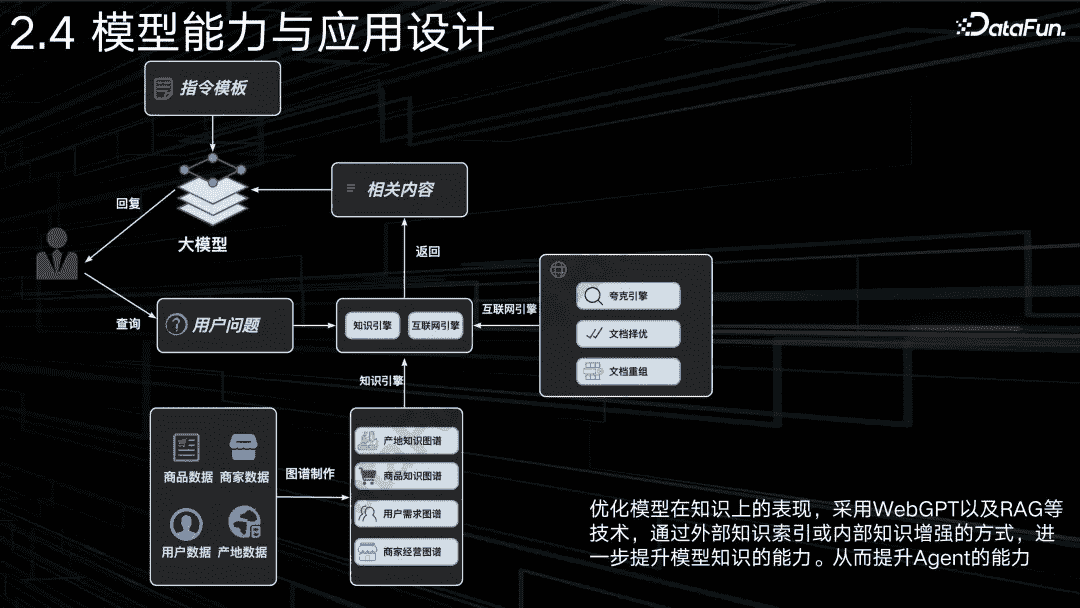 2.4 模型能力与应用设计
DataFun.
指令模板
回复
大模型
相关内容
返回
查询
用户问题
知识引擎
互联网引擎
互联网引擎
夸克引擎
文档择优
文档重组
知识引擎
商品数据
商家数据
用户数据
产地数据
图谱制作
产地知识图谱
商品知识图谱
用户需求图谱
商家经营图谱
优化模型在知识上的表现，采用WebGPT以及RAG等
技术，通过外部知识索引或内部知识增强的方式，进
一步提升模型知识的能力。从而提升Agent的能力